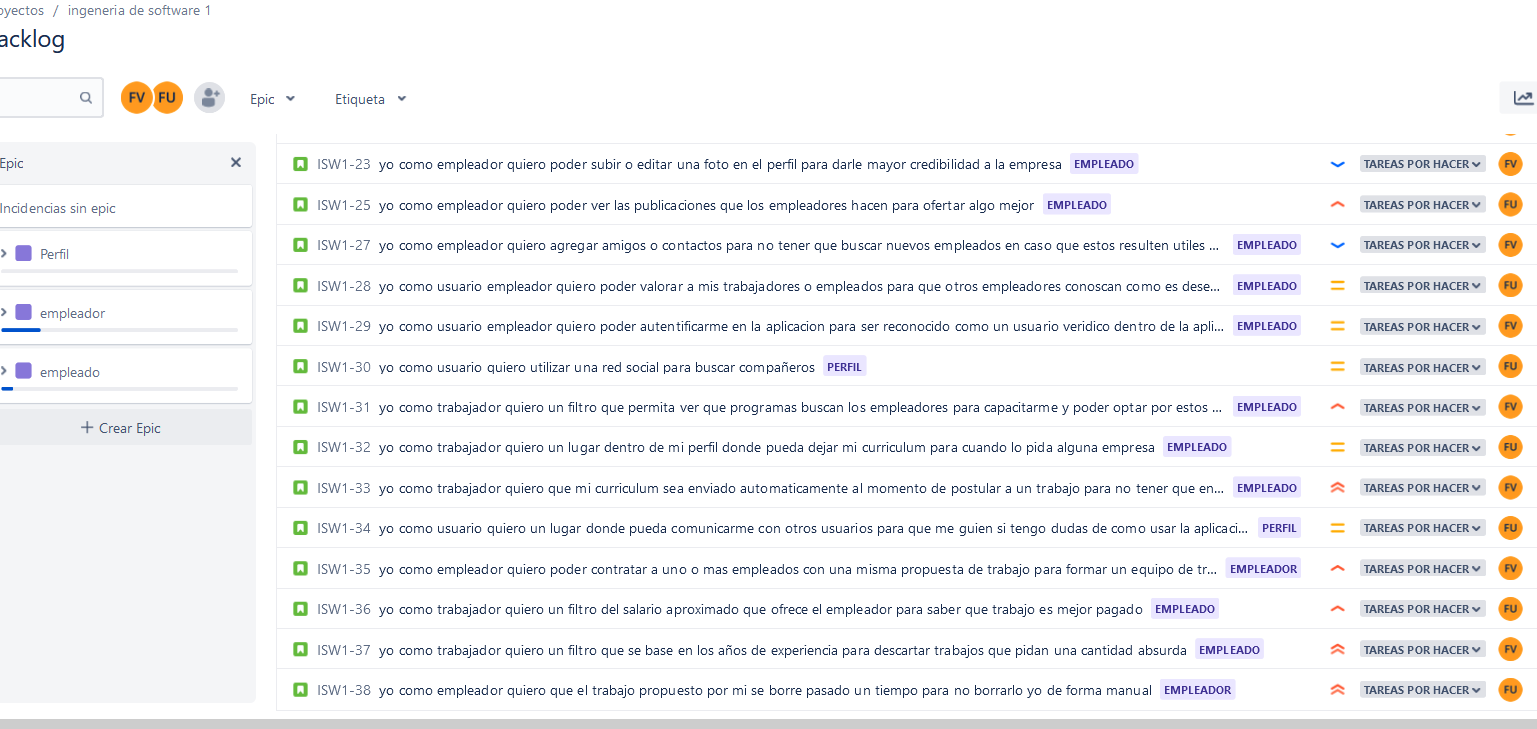 oyectos / ingeneria de software 1
acklog
FV FU Epic Etiqueta
Epic
Incidencias sin epic
Perfil
empleador
empleado
+ Crear Epic
ISW1-23 yo como empleador quiero poder subir o editar una foto en el perfil para darle mayor credibilidad a la empresa EMPLEADO TAREAS POR HACER FV
ISW1-25 yo como empleador quiero poder ver las publicaciones que los empleadores hacen para ofertar algo mejor EMPLEADO TAREAS POR HACER FU
ISW1-27 yo como empleador quiero agregar amigos o contactos para no tener que buscar nuevos empleados en caso que estos resulten utiles ... EMPLEADO TAREAS POR HACER FV
ISW1-28 yo como usuario empleador quiero poder valorar a mis trabajadores o empleados para que otros empleadores conoscan como es dese... EMPLEADO TAREAS POR HACER FU
ISW1-29 yo como usuario empleador quiero poder autentificarme en la aplicacion para ser reconocido como un usuario veridico dentro de la apli... EMPLEADO TAREAS POR HACER FV
ISW1-30 yo como usuario quiero utilizar una red social para buscar compañeros PERFIL TAREAS POR HACER FU
ISW1-31 yo como trabajador quiero un filtro que permita ver que programas buscan los empleadores para capacitarme y poder optar por estos ... EMPLEADO TAREAS POR HACER FV
ISW1-32 yo como trabajador quiero un lugar dentro de mi perfil donde pueda dejar mi curriculum para cuando lo pida alguna empresa EMPLEADO TAREAS POR HACER FU
ISW1-33 yo como trabajador quiero que mi curriculum sea enviado automaticamente al momento de postular a un trabajo para no tener que en... EMPLEADO TAREAS POR HACER FV
ISW1-34 yo como usuario quiero un lugar donde pueda comunicarme con otros usuarios para que me guien si tengo dudas de como usar la aplicaci... PERFIL TAREAS POR HACER FU
ISW1-35 yo como empleador quiero poder contratar a uno o mas empleados con una misma propuesta de trabajo para formar un equipo de tr... EMPLEADOR TAREAS POR HACER FV
ISW1-36 yo como trabajador quiero un filtro del salario aproximado que ofrece el empleador para saber que trabajo es mejor pagado EMPLEADO TAREAS POR HACER FU
ISW1-37 yo como trabajador quiero un filtro que se base en los años de experiencia para descartar trabajos que pidan una cantidad absurda EMPLEADO TAREAS POR HACER FV
ISW1-38 yo como empleador quiero que el trabajo propuesto por mi se borre pasado un tiempo para no borrarlo yo de forma manual EMPLEADOR TAREAS POR HACER FU